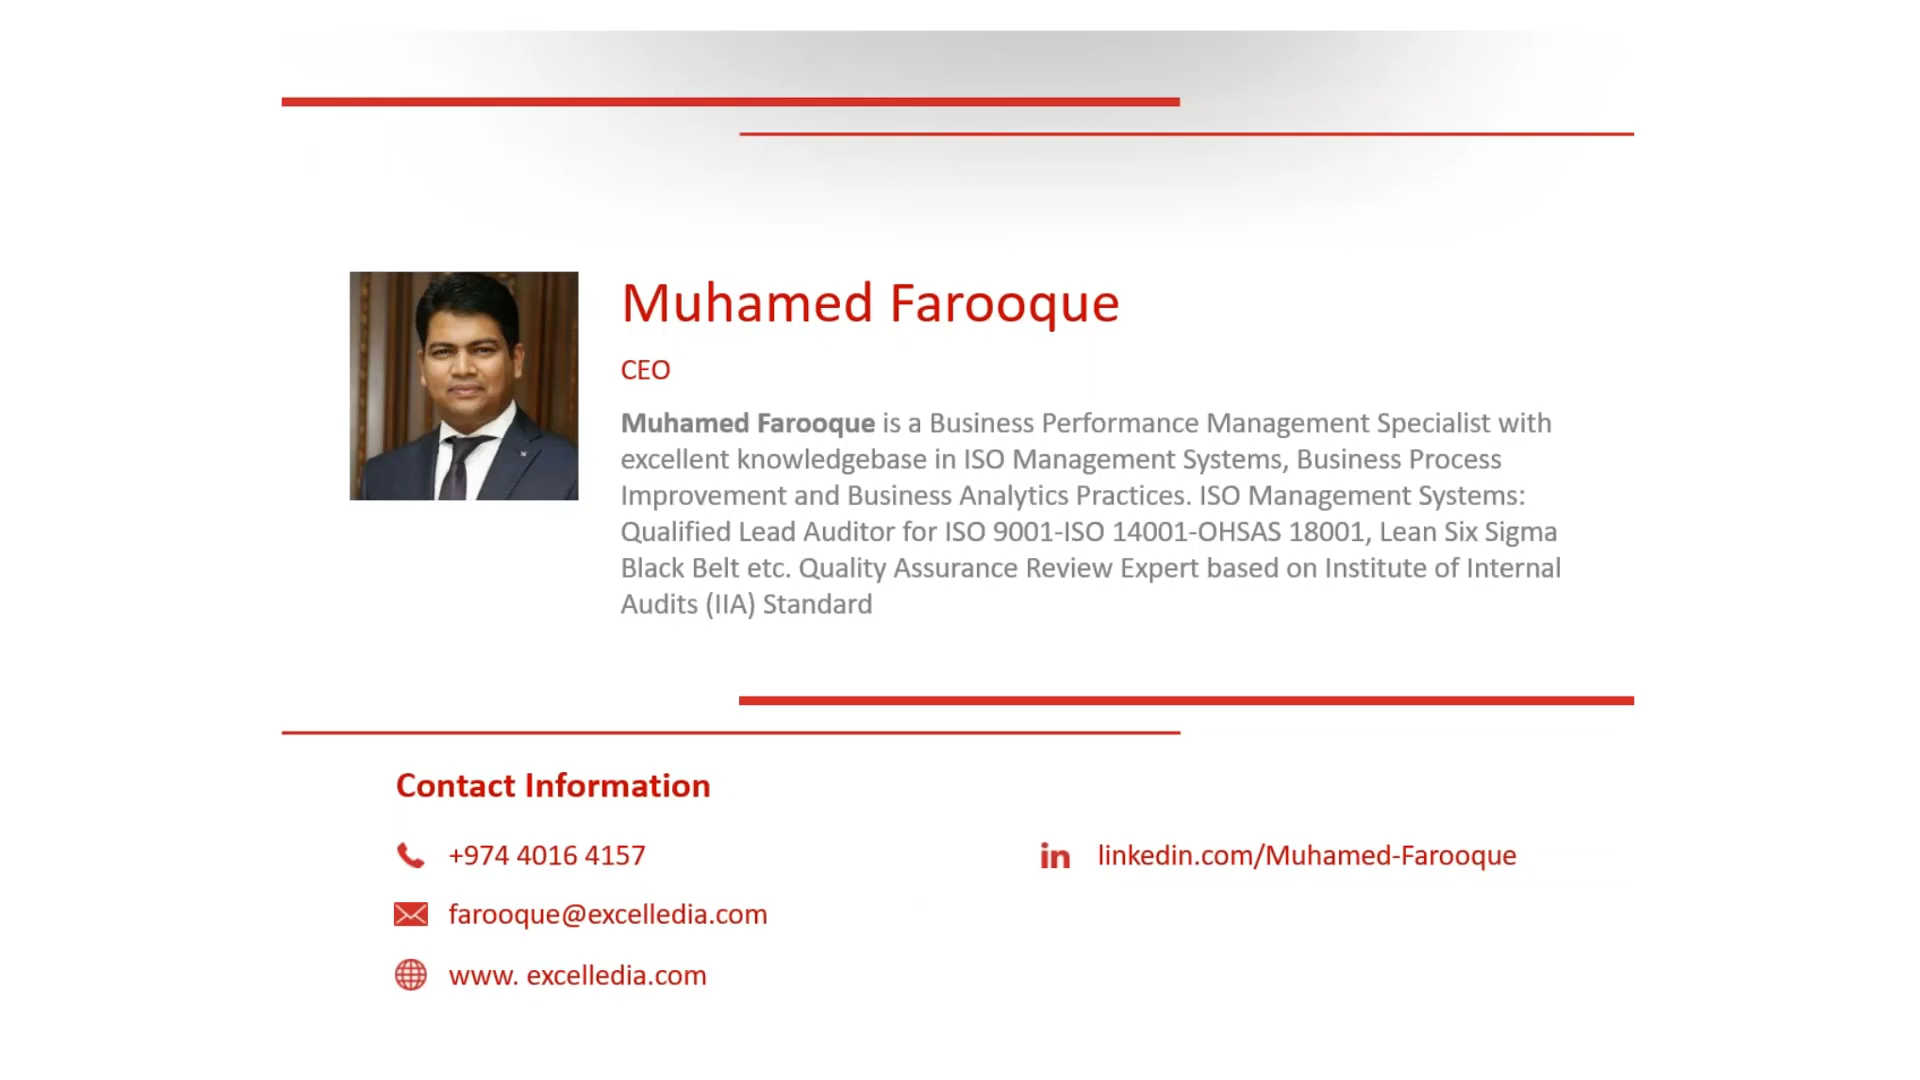 Muhamed Farooque
CEO
Muhamed Farooque is a Business Performance Management Specialist with
excellent knowledgebase in ISO Management Systems, Business Process
Improvement and Business Analytics Practices. ISO Management Systems:
Qualified Lead Auditor for ISO 9001-ISO 14001-OHSAS 18001, Lean Six Sigma
Black Belt etc. Quality Assurance Review Expert based on Institute of Internal
Audits (IIA) Standard
Contact Information
+974 4016 4157
in linkedin.com/Muhamed-Farooque
farooque@excelledia.com
www. excelledia.com